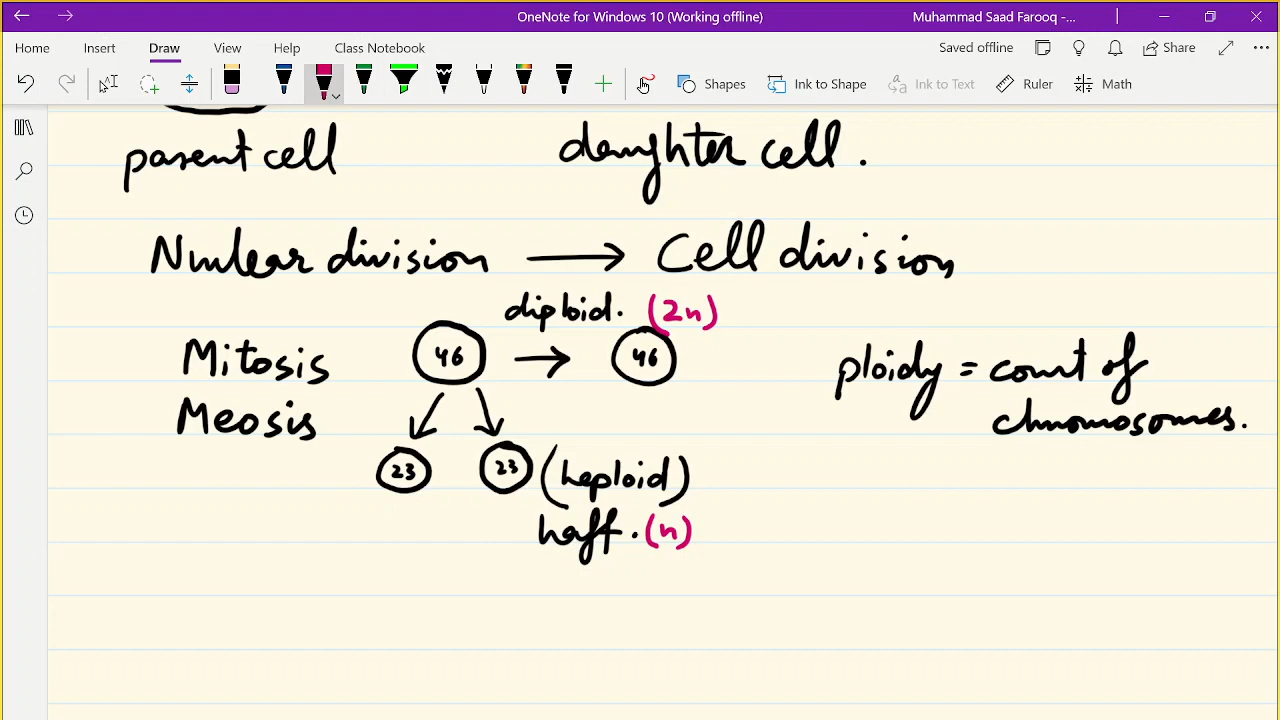 OneNote for Windows 10 (Working offline)
Muhammad Saad Farooq -...
Home Insert Draw View Help Class Notebook
Saved offline Share
Shapes Ink to Shape Ink to Text Ruler Math
parent cell
daughter cell.
Nuclear division → Cell division
diploid. (2n)
Mitosis 46 → 46
Meosis
23 23 (heploid)
haff. (n)
ploidy = count of
chromosomes.